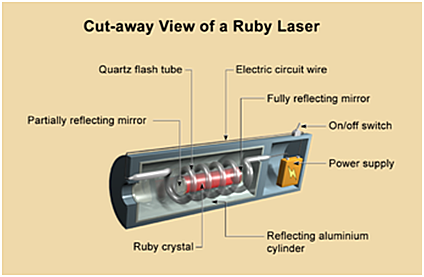 Cut-away View of a Ruby Laser
Quartz flash tube
Electric circuit wire
Fully reflecting mirror
Partially reflecting mirror
On/off switch
Power supply
Ruby crystal
Reflecting aluminium
cylinder